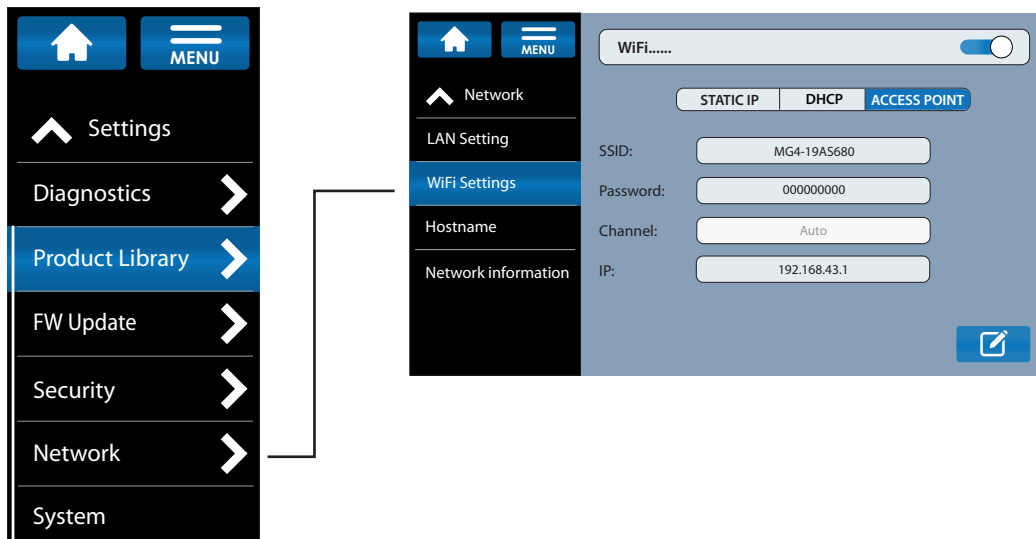 MENU
Settings
Diagnostics
Product Library
FW Update
Security
Network
System
MENU
Network
LAN Setting
WiFi Settings
Hostname
Network information
WiFi......
STATIC IP DHCP ACCESS POINT
SSID: MG4-19AS680
Password: 000000000
Channel: Auto
IP: 192.168.43.1